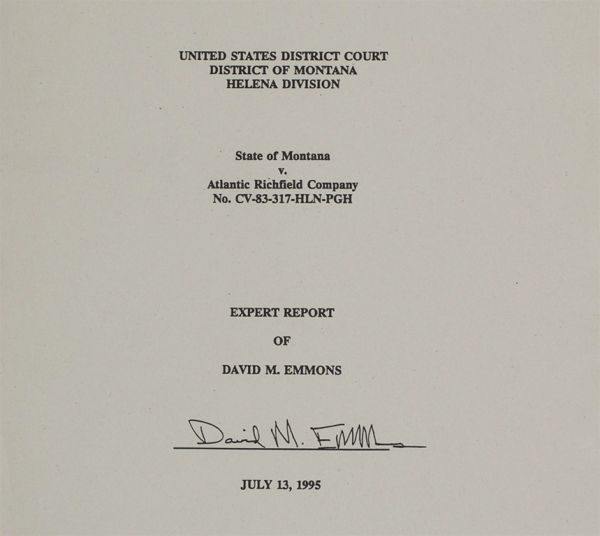 UNITED STATES DISTRICT COURT
DISTRICT OF MONTANA
HELENA DIVISION
State of Montana
v.
Atlantic Richfield Company
No. CV-83-317-HLN-PGH
EXPERT REPORT
OF
DAVID M. EMMONS
David M. Emmons
JULY 13, 1995